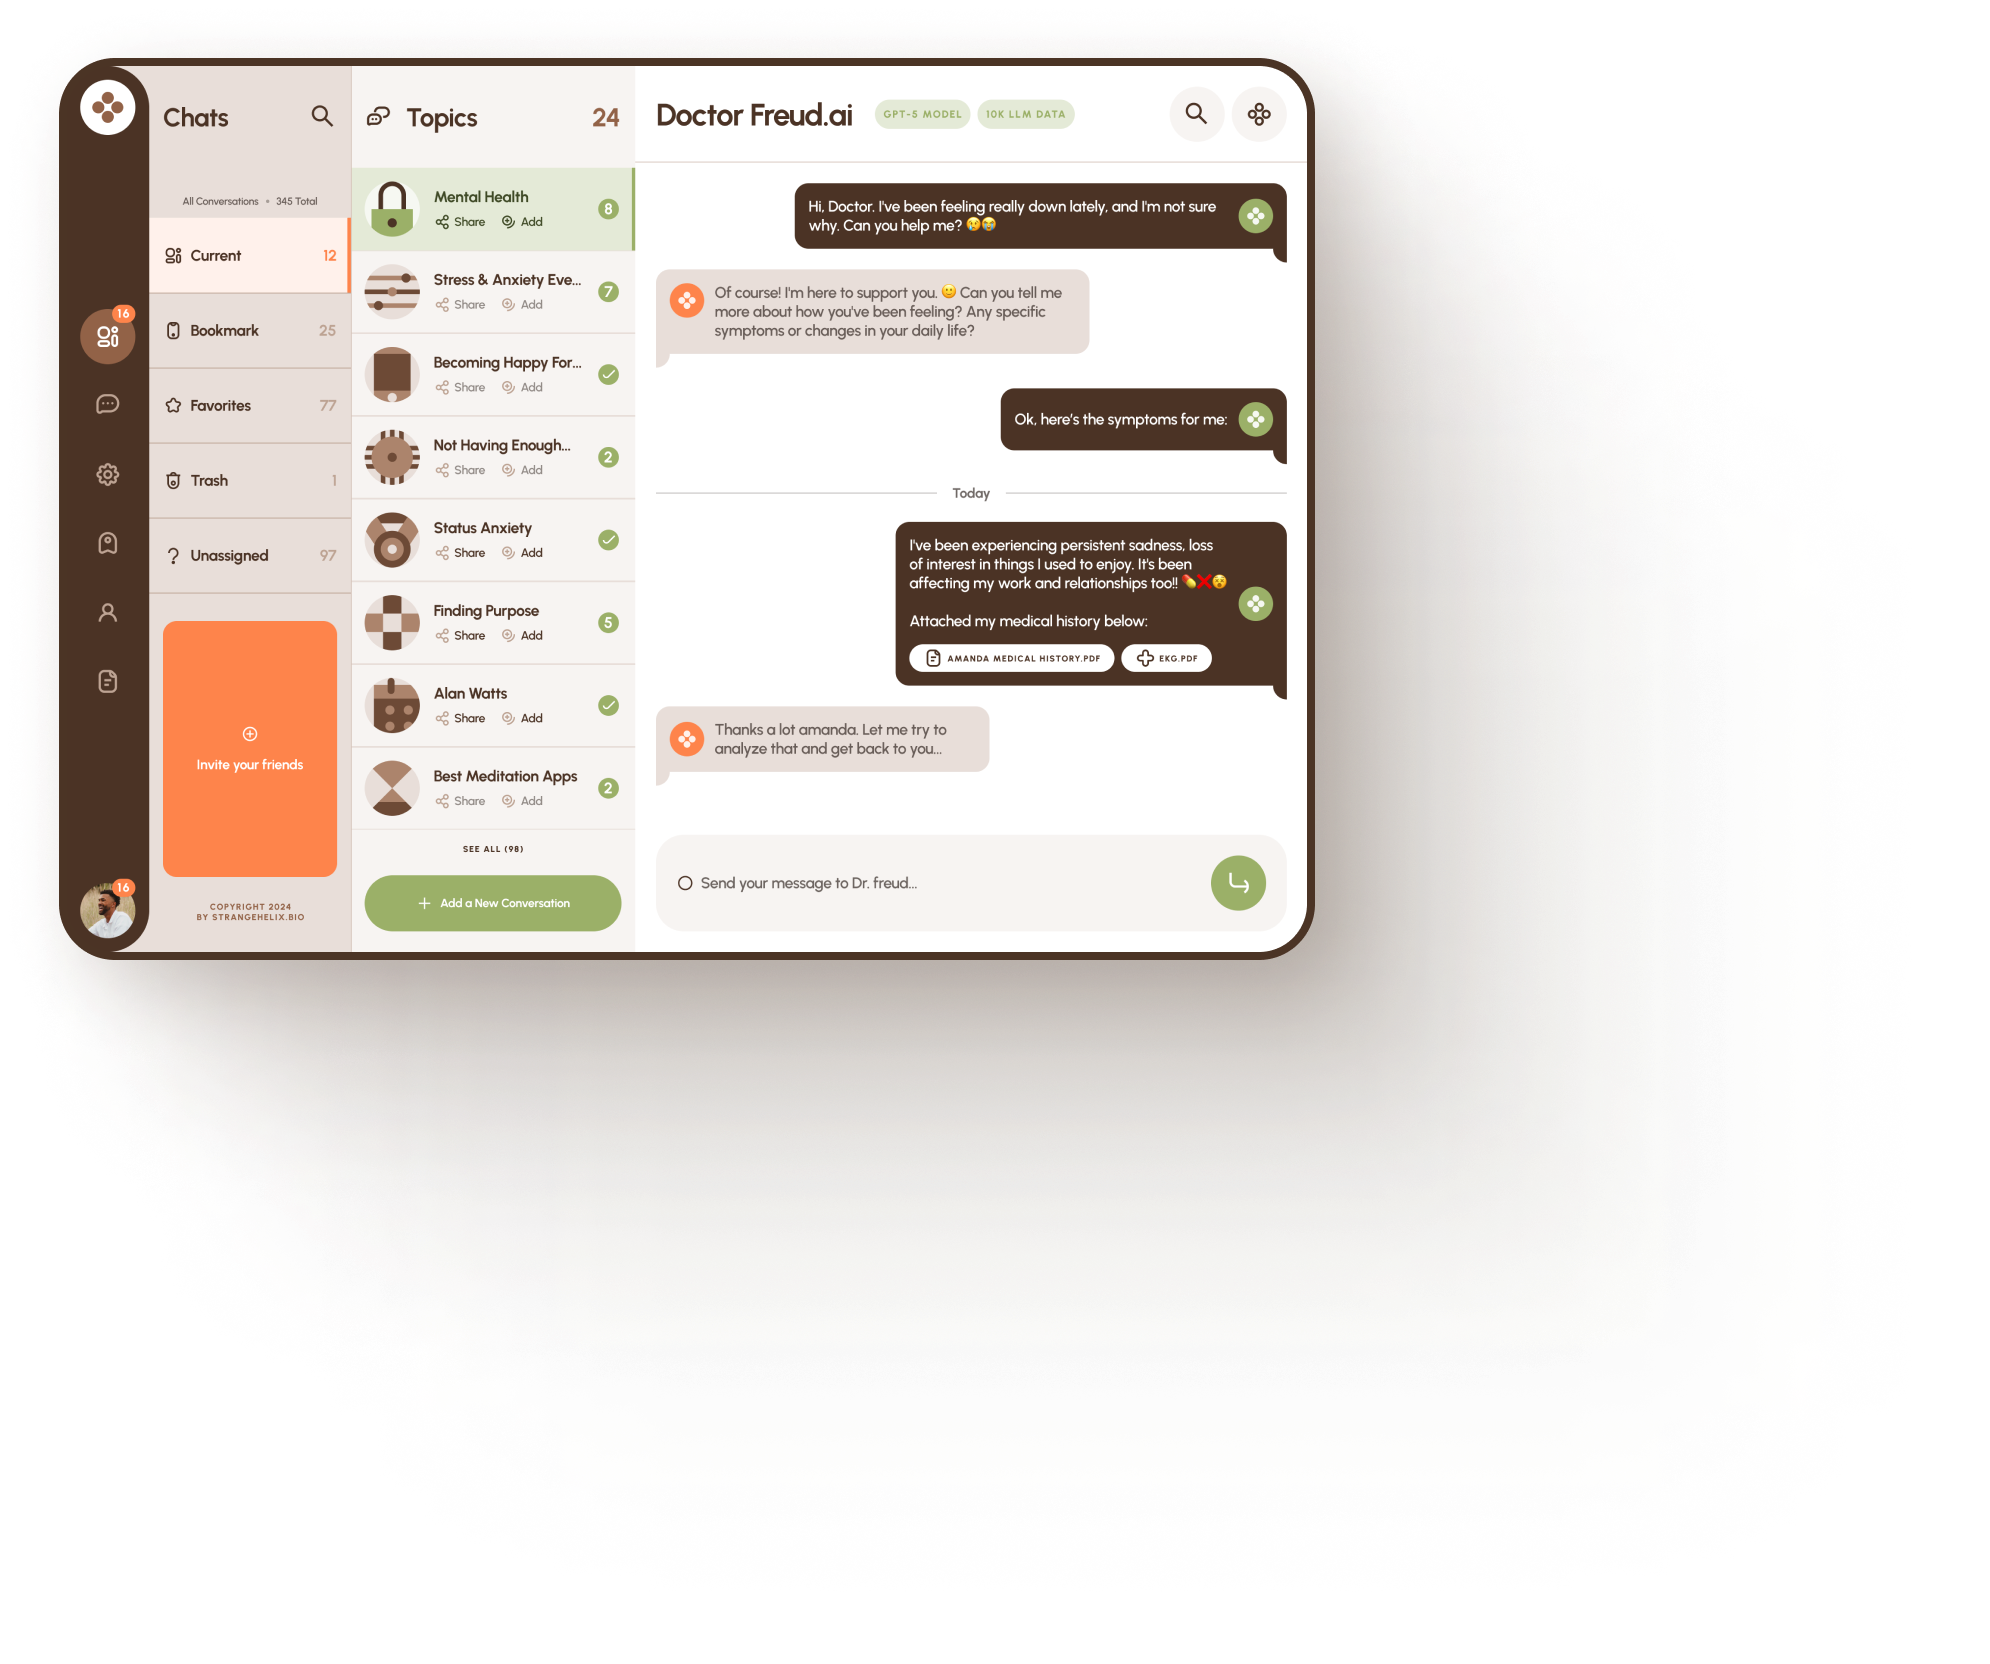 16
16
Chats
All Conversations • 345 Total
Current 12
Bookmark 25
Favorites 77
Trash 1
Unassigned 97
Invite your friends
COPYRIGHT 2024
BY STRANGEHELIX.BIO
Topics 24
Mental Health
Share Add
8
Stress & Anxiety Eve...
Share Add
7
Becoming Happy For...
Share Add
Not Having Enough...
Share Add
2
Status Anxiety
Share Add
Finding Purpose
Share Add
5
Alan Watts
Share Add
Best Meditation Apps
Share Add
2
SEE ALL (98)
Add a New Conversation
Doctor Freud.ai GPT-5 MODEL 10K LLM DATA
Hi, Doctor. I've been feeling really down lately, and I'm not sure
why. Can you help me? 😢😭
Of course! I'm here to support you. 🙂 Can you tell me
more about how you've been feeling? Any specific
symptoms or changes in your daily life?
Ok, here's the symptoms for me:
Today
I've been experiencing persistent sadness, loss
of interest in things I used to enjoy. It's been
affecting my work and relationships too!! 💊❌😵
Attached my medical history below:
AMANDA MEDICAL HISTORY.PDF EKG.PDF
Thanks a lot amanda. Let me try to
analyze that and get back to you...
Send your message to Dr. freud...